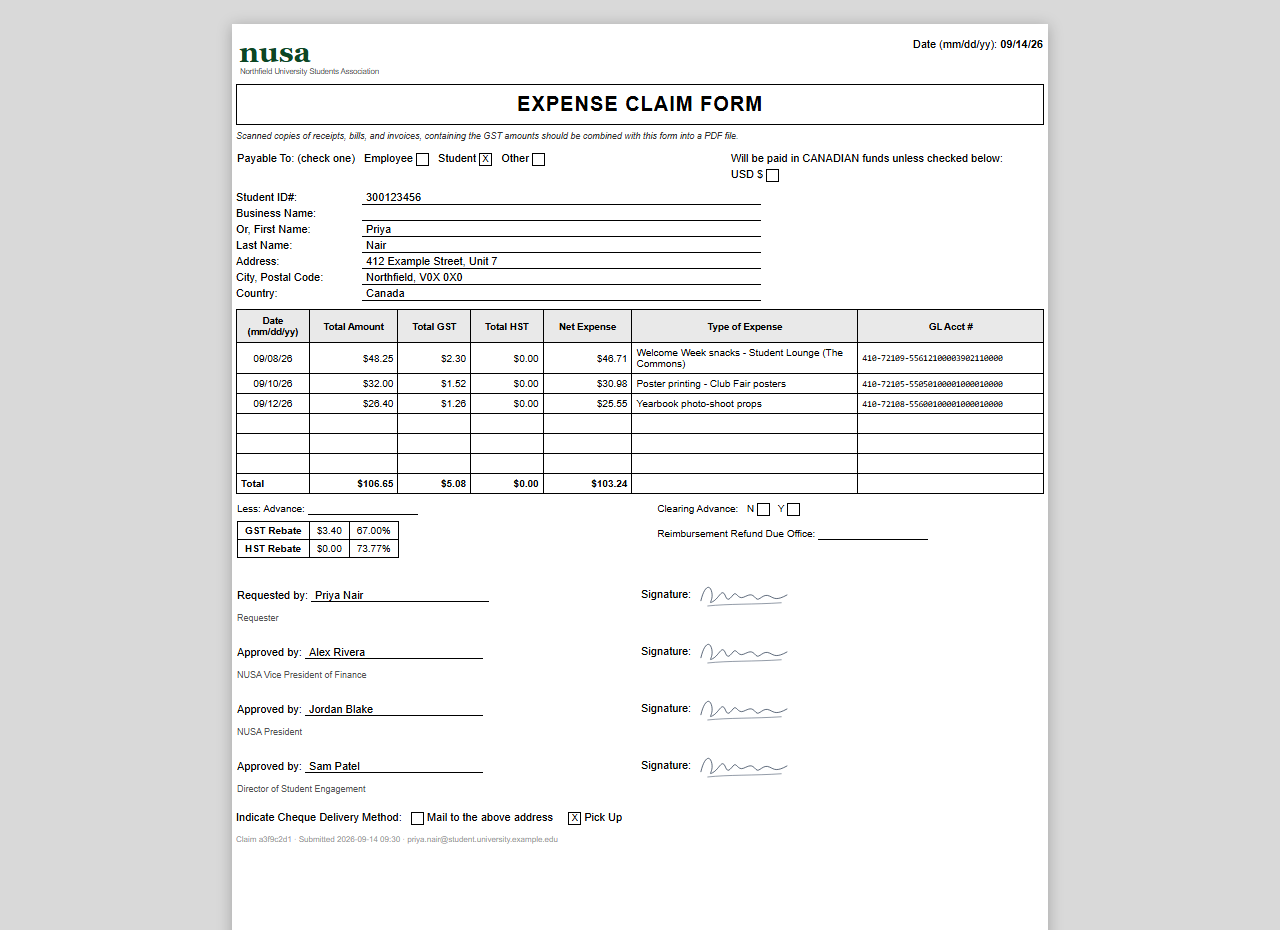 nusa
Northfield University Students Association
Date (mm/dd/yy): 09/14/26
EXPENSE CLAIM FORM
Scanned copies of receipts, bills, and invoices, containing the GST amounts should be combined with this form into a PDF file.
Payable To: (check one) Employee Student X Other
Will be paid in CANADIAN funds unless checked below:
USD $
Student ID#: 300123456
Business Name:
Or, First Name: Priya
Last Name: Nair
Address: 412 Example Street, Unit 7
City, Postal Code: Northfield, V0X 0X0
Country: Canada
Date (mm/dd/yy) Total Amount Total GST Total HST Net Expense Type of Expense GL Acct #
09/08/26 $48.25 $2.30 $0.00 $46.71 Welcome Week snacks - Student Lounge (The Commons) 410-72109-55612100003902110000
09/10/26 $32.00 $1.52 $0.00 $30.98 Poster printing - Club Fair posters 410-72105-55050100001000010000
09/12/26 $26.40 $1.26 $0.00 $25.55 Yearbook photo-shoot props 410-72108-55600100001000010000
Total $106.65 $5.08 $0.00 $103.24
Less: Advance:
Clearing Advance: N Y
GST Rebate $3.40 67.00%
HST Rebate $0.00 73.77%
Reimbursement Refund Due Office:
Requested by: Priya Nair Signature:
Requester
Approved by: Alex Rivera Signature:
NUSA Vice President of Finance
Approved by: Jordan Blake Signature:
NUSA President
Approved by: Sam Patel Signature:
Director of Student Engagement
Indicate Cheque Delivery Method: Mail to the above address X Pick Up
Claim a3f9c2d1 · Submitted 2026-09-14 09:30 · priya.nair@student.university.example.edu